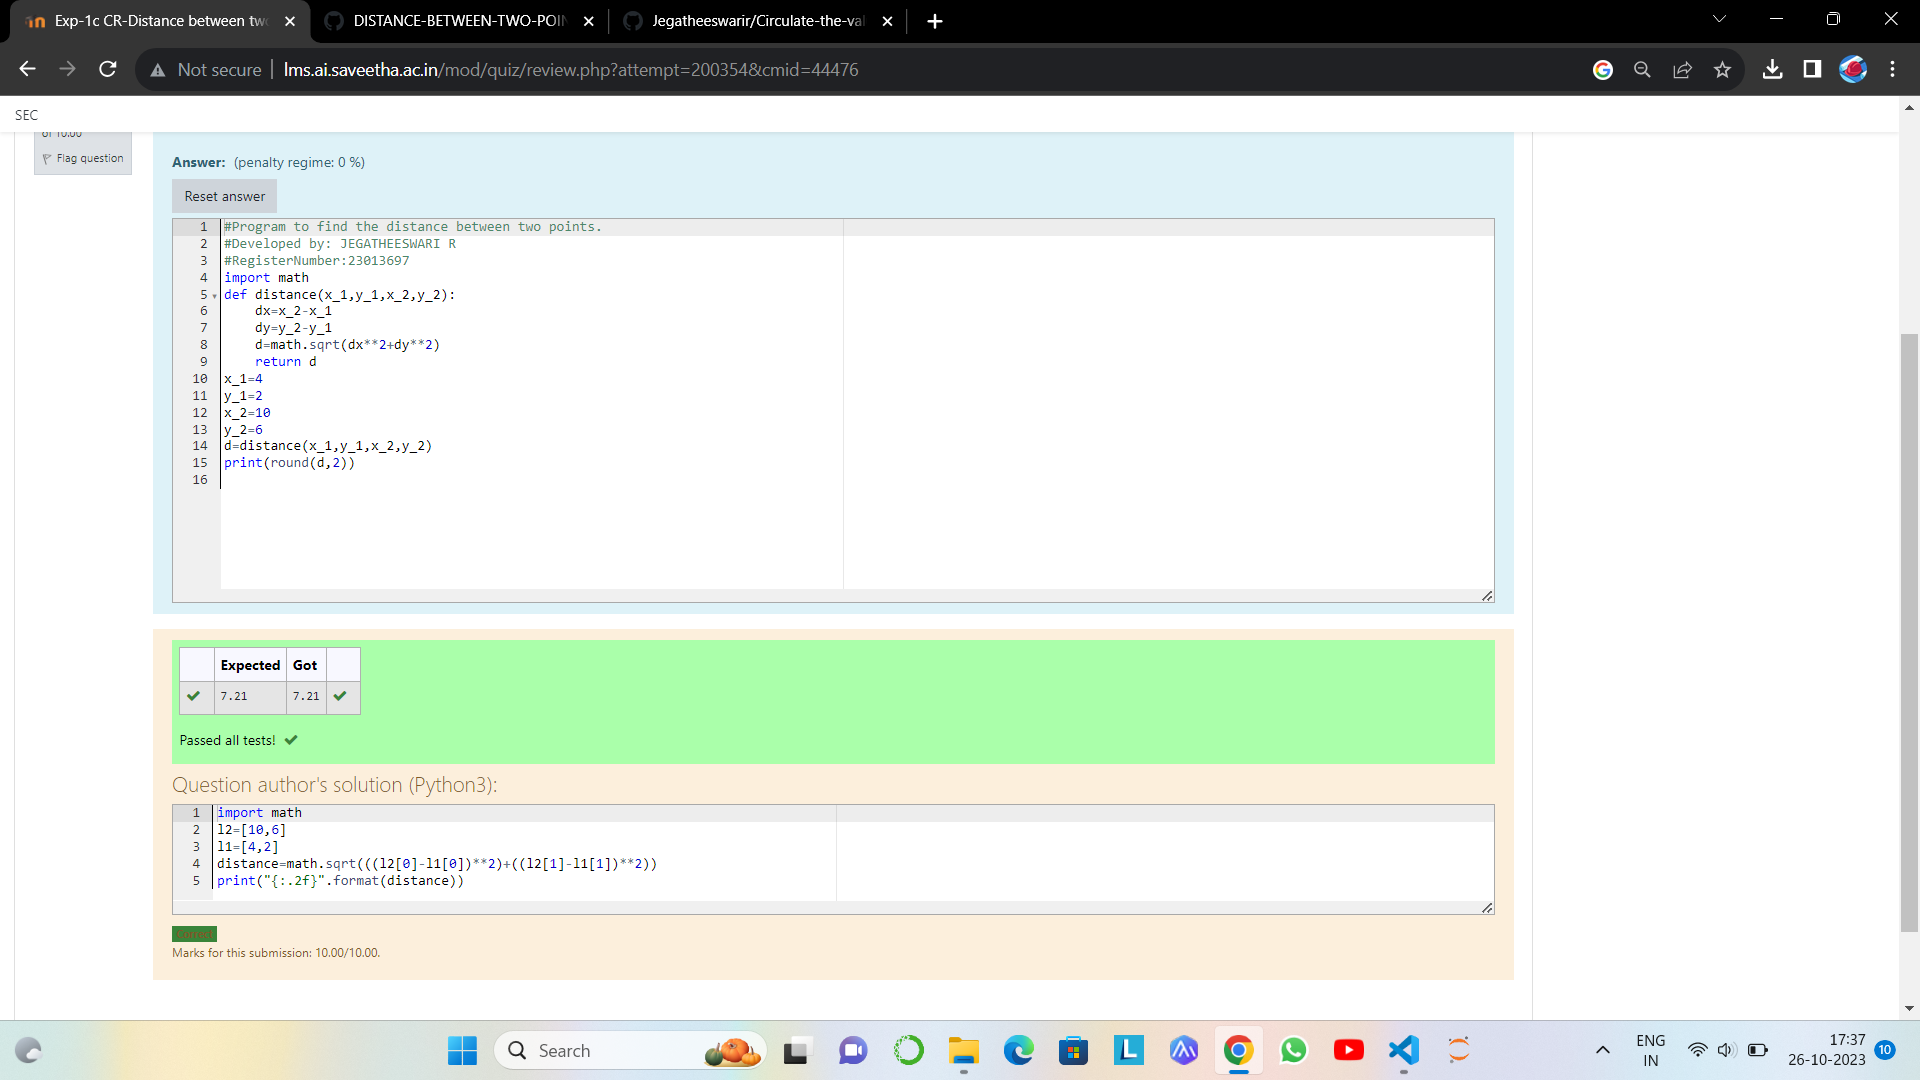 Exp-1c CR-Distance between tw
DISTANCE-BETWEEN-TWO-POIN
Jegatheeswarir/Circulate-the-val
Not secure
lms.ai.saveetha.ac.in/mod/quiz/review.php?attempt=200354&cmid=44476
SEC
of 10.00
Flag question
Answer: (penalty regime: 0 %)
Reset answer
1 #Program to find the distance between two points.
2 #Developed by: JEGATHEESWARI R
3 #RegisterNumber:23013697
4 import math
5 def distance(x_1,y_1,x_2,y_2):
6 dx=x_2-x_1
7 dy=y_2-y_1
8 d=math.sqrt(dx**2+dy**2)
9 return d
10 x_1=4
11 y_1=2
12 x_2=10
13 y_2=6
14 d=distance(x_1,y_1,x_2,y_2)
15 print(round(d,2))
16
Expected Got
7.21 7.21
Passed all tests!
Question author's solution (Python3):
1 import math
2 l2=[10,6]
3 l1=[4,2]
4 distance=math.sqrt(((l2[0]-l1[0])**2)+((l2[1]-l1[1])**2))
5 print("{:.2f}".format(distance))
Correct
Marks for this submission: 10.00/10.00.
Search
L
ENG
IN
17:37
26-10-2023
10